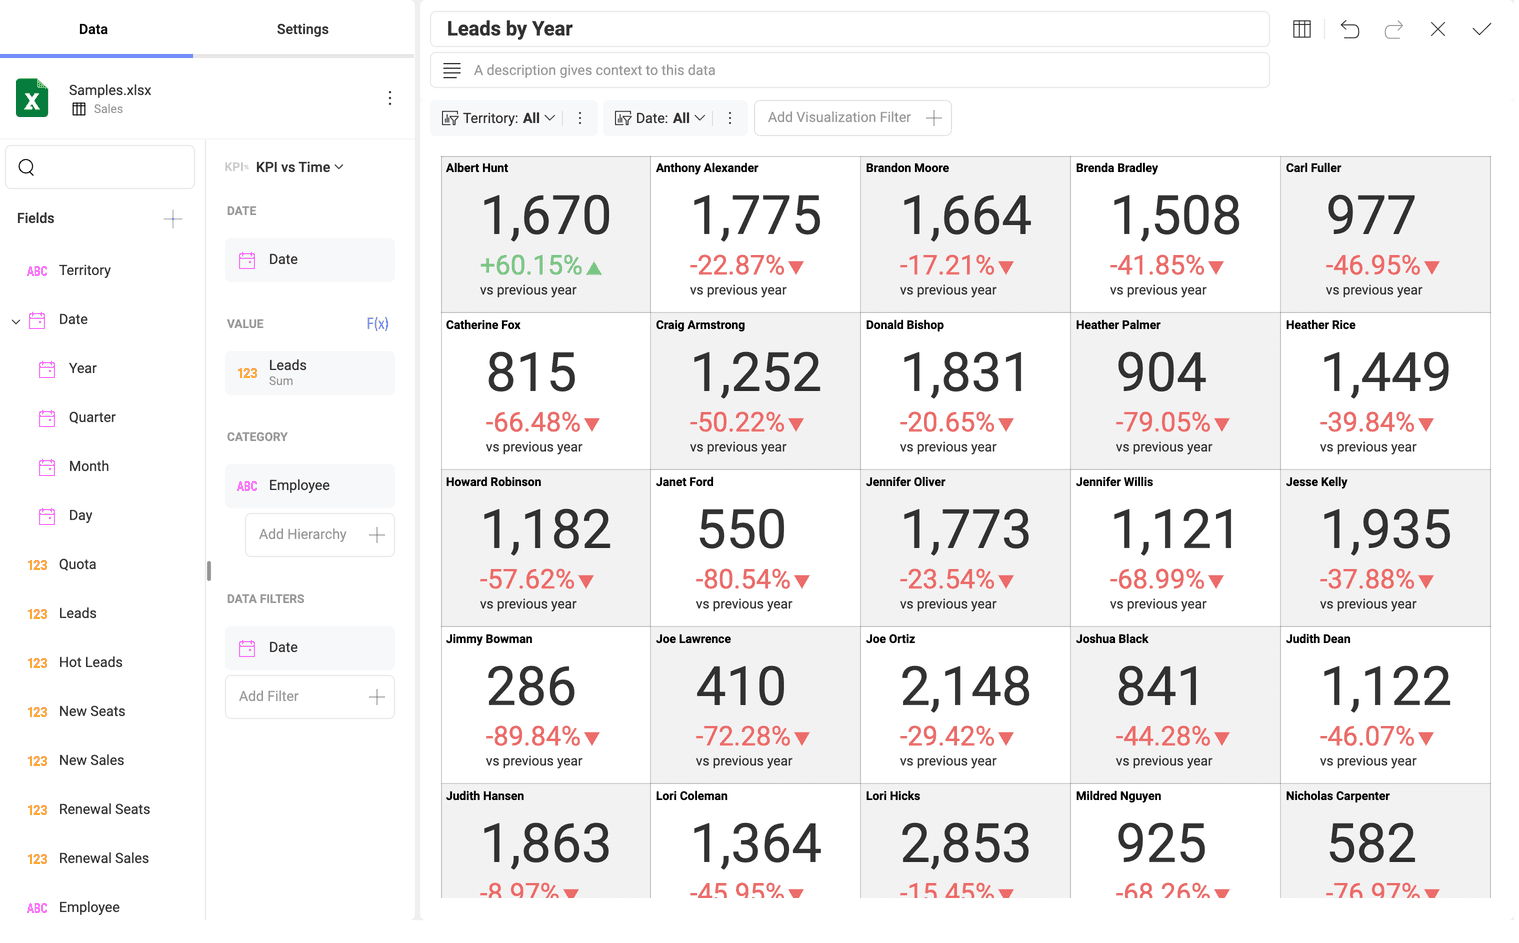 Data
Settings
Samples.xlsx
Sales
Fields
ABC Territory
Date
Year
Quarter
Month
Day
123 Quota
123 Leads
123 Hot Leads
123 New Seats
123 New Sales
123 Renewal Seats
123 Renewal Sales
ABC Employee
KPI KPI vs Time
DATE
Date
VALUE F(x)
123 Leads
Sum
CATEGORY
ABC Employee
Add Hierarchy
DATA FILTERS
Date
Add Filter
Leads by Year
A description gives context to this data
Territory: All Date: All Add Visualization Filter
Albert Hunt
1,670
+60.15%
vs previous year
Anthony Alexander
1,775
-22.87%
vs previous year
Brandon Moore
1,664
-17.21%
vs previous year
Brenda Bradley
1,508
-41.85%
vs previous year
Carl Fuller
977
-46.95%
vs previous year
Catherine Fox
815
-66.48%
vs previous year
Craig Armstrong
1,252
-50.22%
vs previous year
Donald Bishop
1,831
-20.65%
vs previous year
Heather Palmer
904
-79.05%
vs previous year
Heather Rice
1,449
-39.84%
vs previous year
Howard Robinson
1,182
-57.62%
vs previous year
Janet Ford
550
-80.54%
vs previous year
Jennifer Oliver
1,773
-23.54%
vs previous year
Jennifer Willis
1,121
-68.99%
vs previous year
Jesse Kelly
1,935
-37.88%
vs previous year
Jimmy Bowman
286
-89.84%
vs previous year
Joe Lawrence
410
-72.28%
vs previous year
Joe Ortiz
2,148
-29.42%
vs previous year
Joshua Black
841
-44.28%
vs previous year
Judith Dean
1,122
-46.07%
vs previous year
Judith Hansen
1,863
-8.97%
Lori Coleman
1,364
-45.95%
Lori Hicks
2,853
-15.45%
Mildred Nguyen
925
-68.26%
Nicholas Carpenter
582
-76.97%